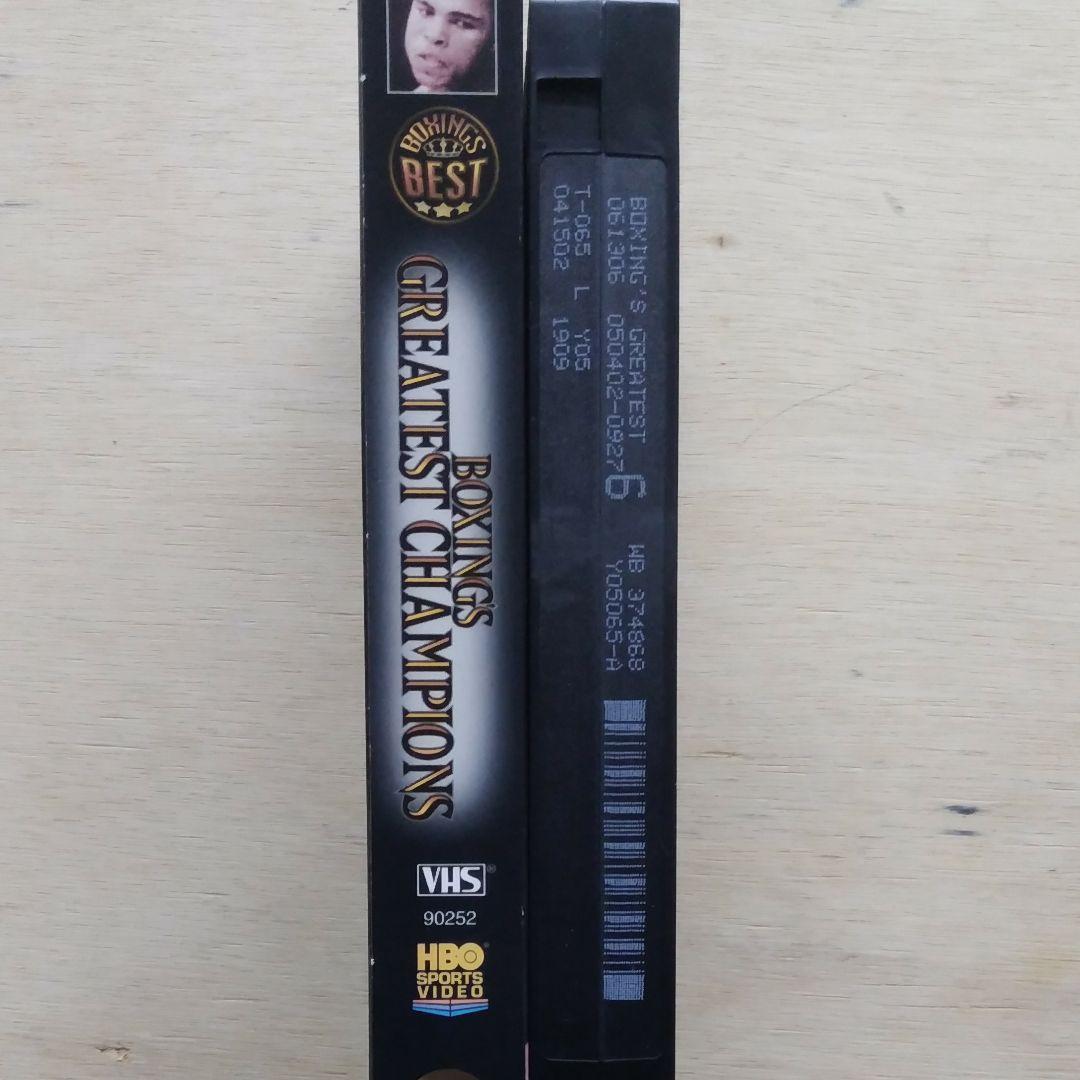 BOXING'S
BEST
BOXING'S
GREATEST CHAMPIONS
VHS
90252
HBO
SPORTS
VIDEO
BOXING'S GREATEST WB 374868
061306 050402-0927 6 Y05065-A
T-065 L Y05
041502 1909